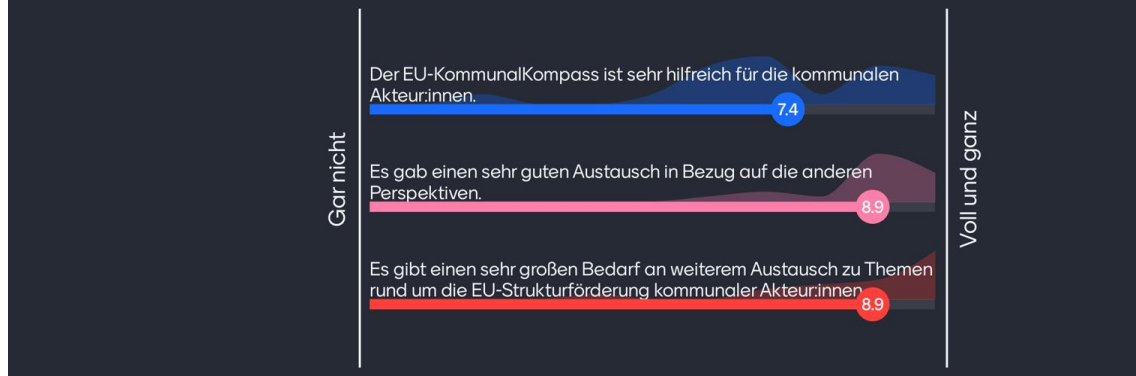 Der EU-KommunalKompass ist sehr hilfreich für die kommunalen
Akteur:innen.
7.4
Gar nicht
Voll und ganz
Es gab einen sehr guten Austausch in Bezug auf die anderen
Perspektiven.
8.9
Es gibt einen sehr großen Bedarf an weiterem Austausch zu Themen
rund um die EU-Strukturförderung kommunaler Akteur:innen
8.9